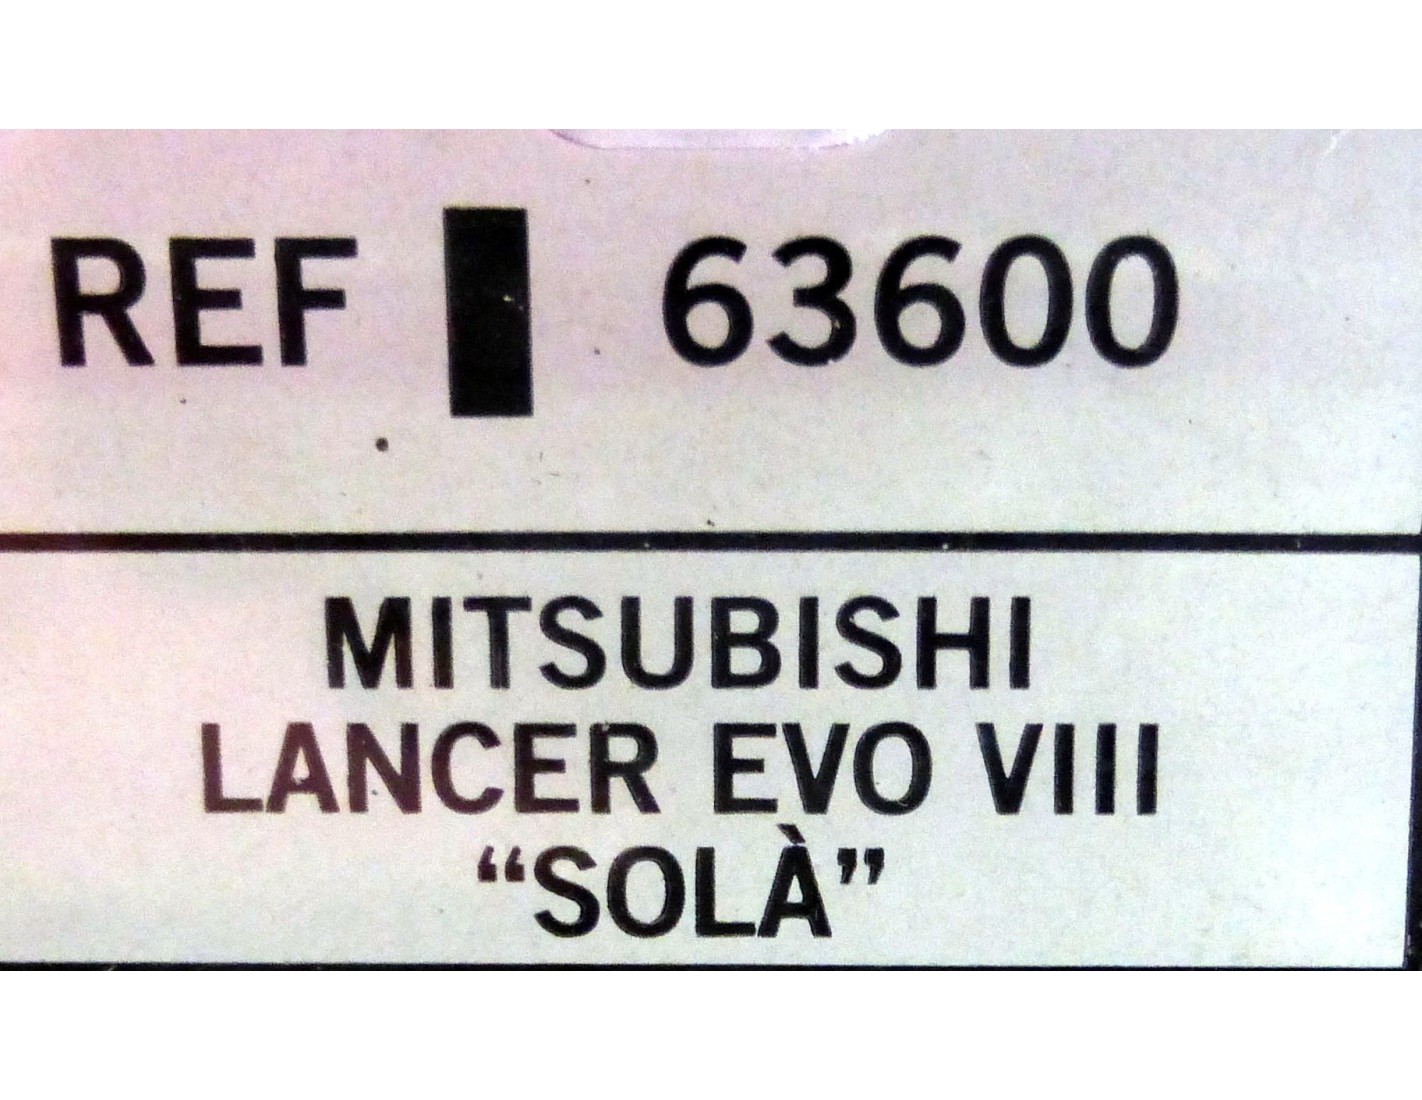 REF 63600
MITSUBISHI
LANCER EVO VIII
“SOLÀ”